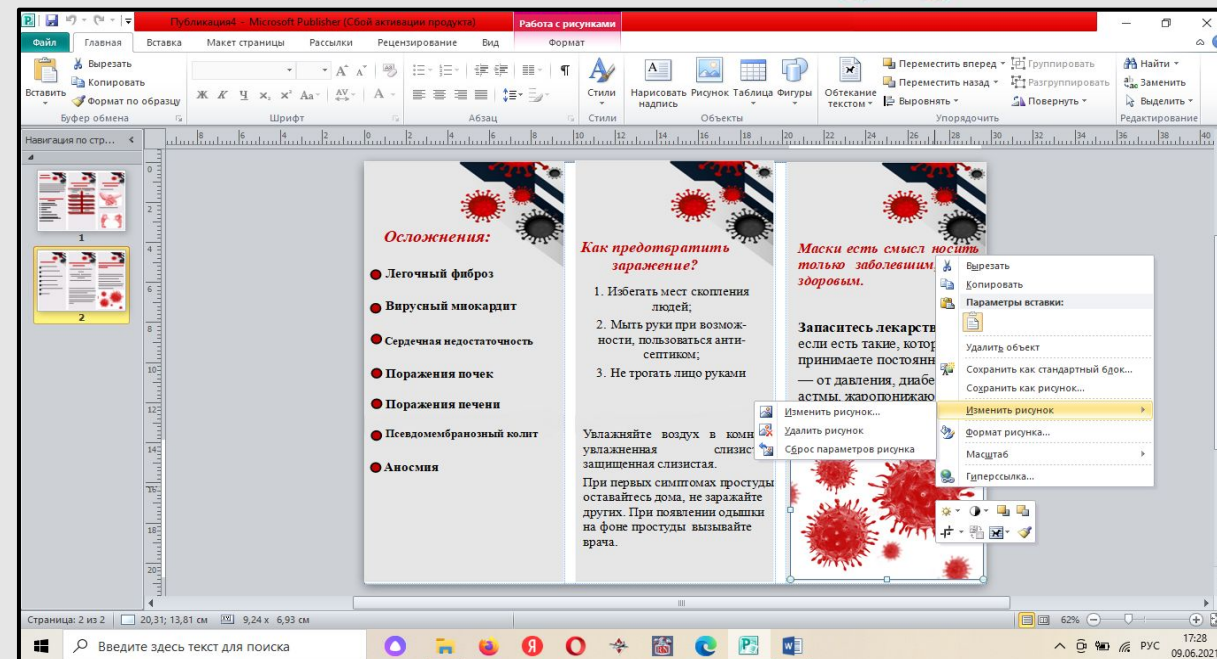 Публикация4 - Microsoft Publisher (Сбой активации продукта)
Работа с рисунками
Файл Главная Вставка Макет страницы Рассылки Рецензирование Вид Формат
Вставить
Вырезать
Копировать
Формат по образцу
Буфер обмена
Ж К Ч
Шрифт
Абзац
Стили
Стили
Нарисовать надпись
Рисунок
Таблица
Фигуры
Объекты
Обтекание текстом
Переместить вперед
Переместить назад
Выровнять
Группировать
Разгруппировать
Повернуть
Упорядочить
Найти
Заменить
Выделить
Редактирование
Навигация по стр...
1
2
Осложнения:
Легочный фиброз
Вирусный миокардит
Сердечная недостаточность
Поражения почек
Поражения печени
Псевдомембранозный колит
Аносмия
Как предотвратить
заражение?
1. Избегать мест скопления
людей;
2. Мыть руки при возмож-
ности, пользоваться анти-
септиком;
3. Не трогать лицо руками
Увлажняйте воздух в комн
увлажненная слизист
защищенная слизистая.
При первых симптомах простуды
оставайтесь дома, не заражайте
других. При появлении одышки
на фоне простуды вызывайте
врача.
Маски есть смысл носить
только заболевшим,
здоровым.
Запаситесь лекарств
если есть такие, котор
принимаете постоянн
— от давления, диабе
астмы, жаропонижаю
Вырезать
Копировать
Параметры вставки:
Удалить объект
Сохранить как стандартный блок...
Сохранить как рисунок...
Изменить рисунок
Формат рисунка...
Масштаб
Гиперссылка...
Изменить рисунок...
Удалить рисунок
Сброс параметров рисунка
Страница: 2 из 2 20,31; 13,81 см 9,24 x 6,93 см 62%
Введите здесь текст для поиска
РУС
17:28
09.06.2021